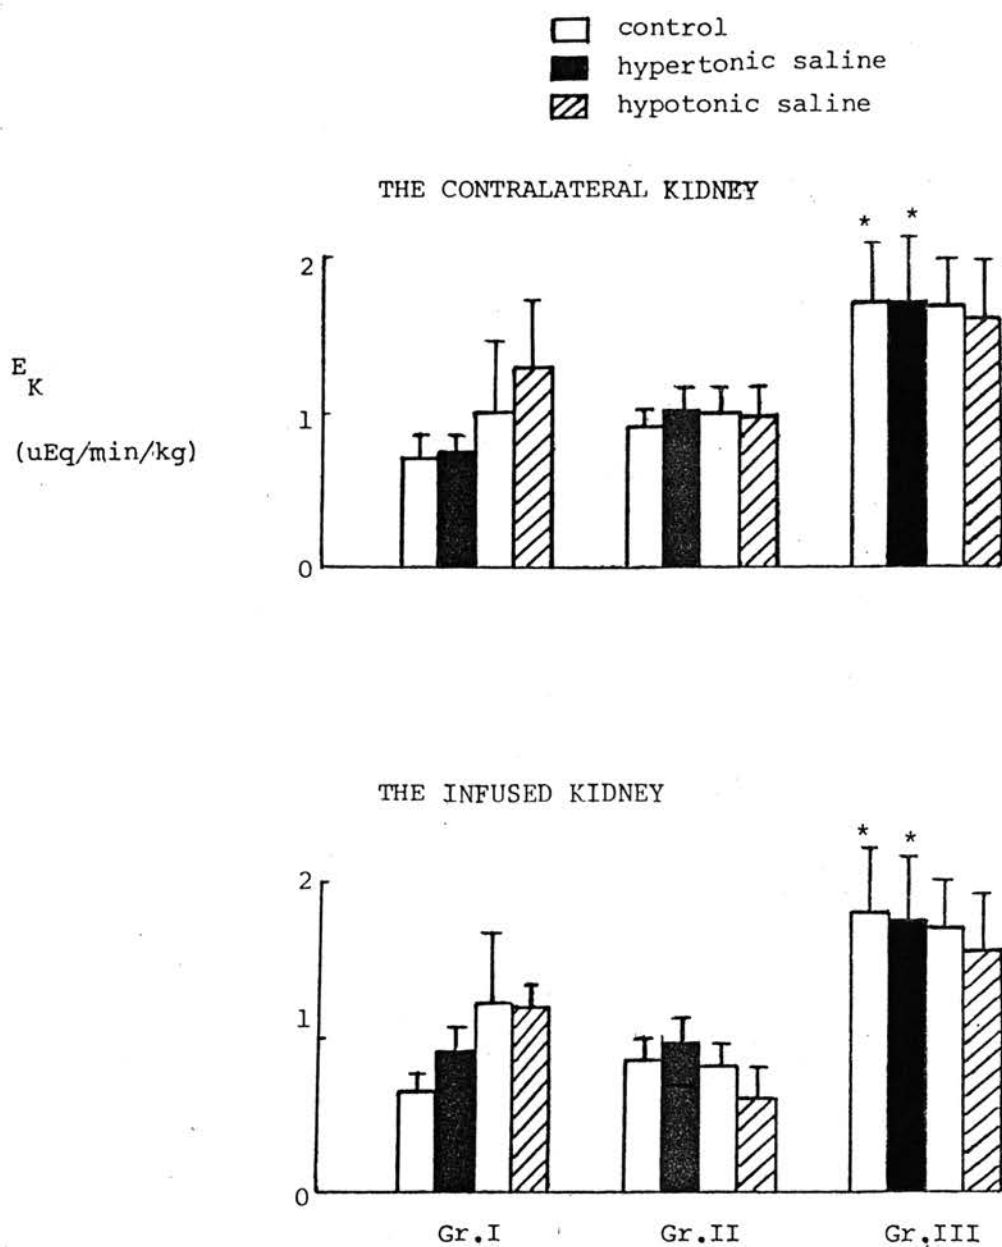 control
hypertonic saline
hypotonic saline
THE CONTRALATERAL KIDNEY
* *
2
E
K
1
(uEq/min/kg)
0
THE INFUSED KIDNEY
* *
2
1
0
Gr.I Gr.II Gr.III